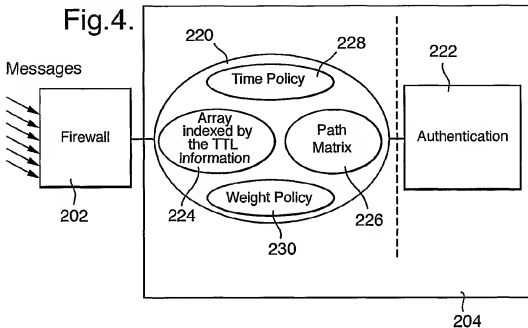 Fig.4.
220
228
222
Messages
Time Policy
Firewall
Array
indexed by
the TTL
information
Path
Matrix
Authentication
202
224
Weight Policy
226
230
204